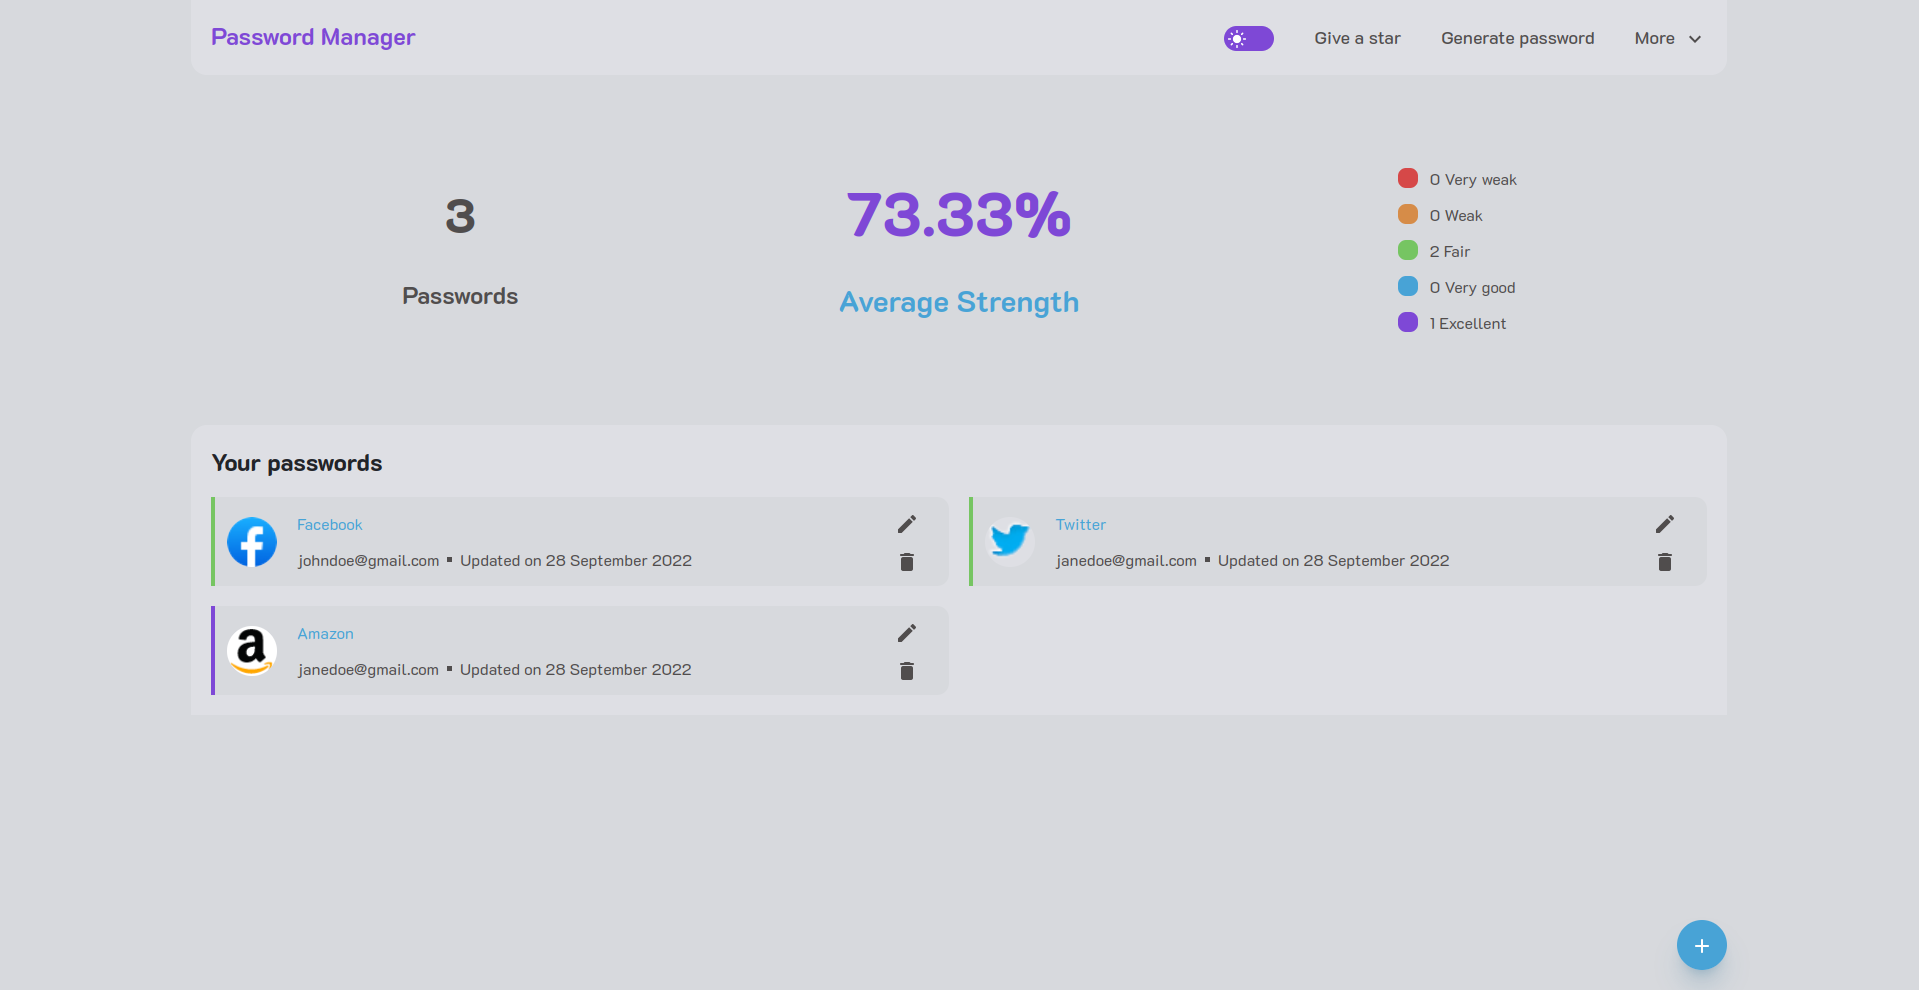 Password Manager
Give a star
Generate password
More
3
Passwords
73.33%
Average Strength
0 Very weak
0 Weak
2 Fair
0 Very good
1 Excellent
Your passwords
Facebook
johndoe@gmail.com ▪ Updated on 28 September 2022
Twitter
janedoe@gmail.com ▪ Updated on 28 September 2022
a
Amazon
janedoe@gmail.com ▪ Updated on 28 September 2022